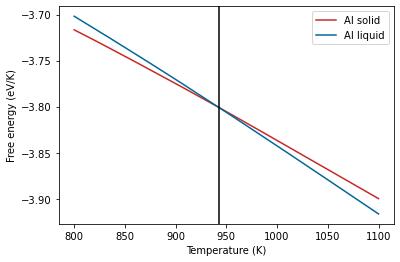 Free energy (eV/K)
−3.70
−3.75
−3.80
−3.85
−3.90
Al solid
Al liquid
800 850 900 950 1000 1050 1100
Temperature (K)